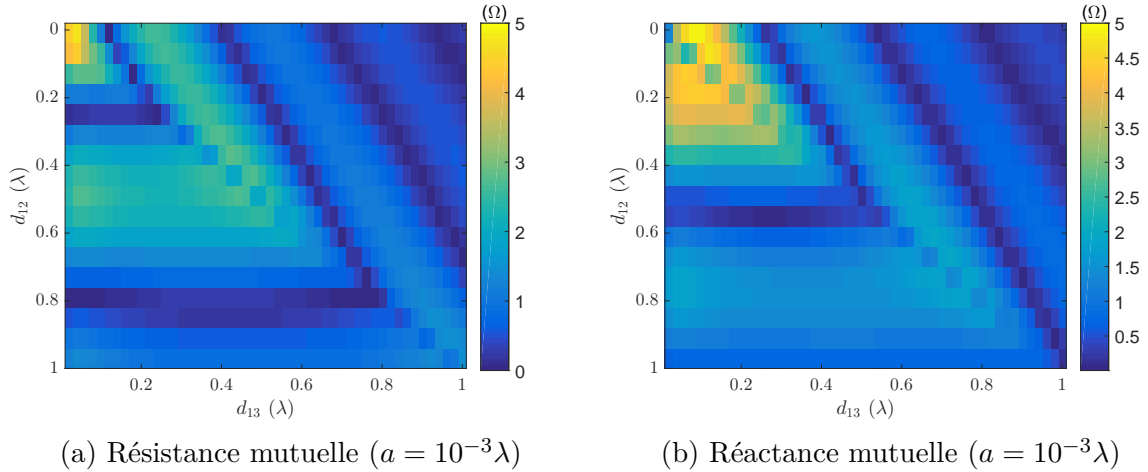 (Ω)
0
0.2
0.4
0.6
0.8
1
d₁₂ (λ)
0.2 0.4 0.6 0.8 1
d₁₃ (λ)
5
4
3
2
1
0
(a) Résistance mutuelle (a = 10⁻³λ)
(Ω)
0
0.2
0.4
0.6
0.8
1
d₁₂ (λ)
0.2 0.4 0.6 0.8 1
d₁₃ (λ)
5
4.5
4
3.5
3
2.5
2
1.5
1
0.5
(b) Réactance mutuelle (a = 10⁻³λ)